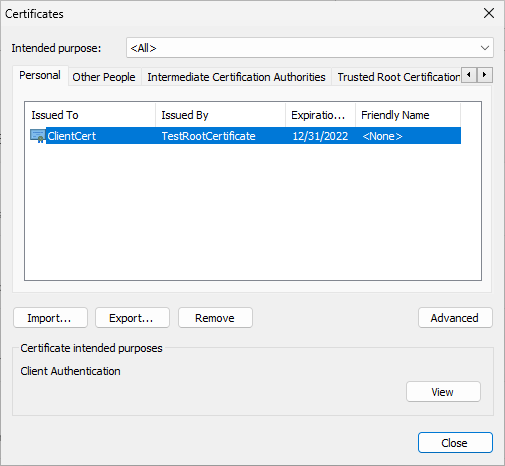 Certificates
Intended purpose: <All>
Personal Other People Intermediate Certification Authorities Trusted Root Certification
Issued To Issued By Expiratio... Friendly Name
ClientCert TestRootCertificate 12/31/2022 <None>
Import... Export... Remove Advanced
Certificate intended purposes
Client Authentication
View
Close